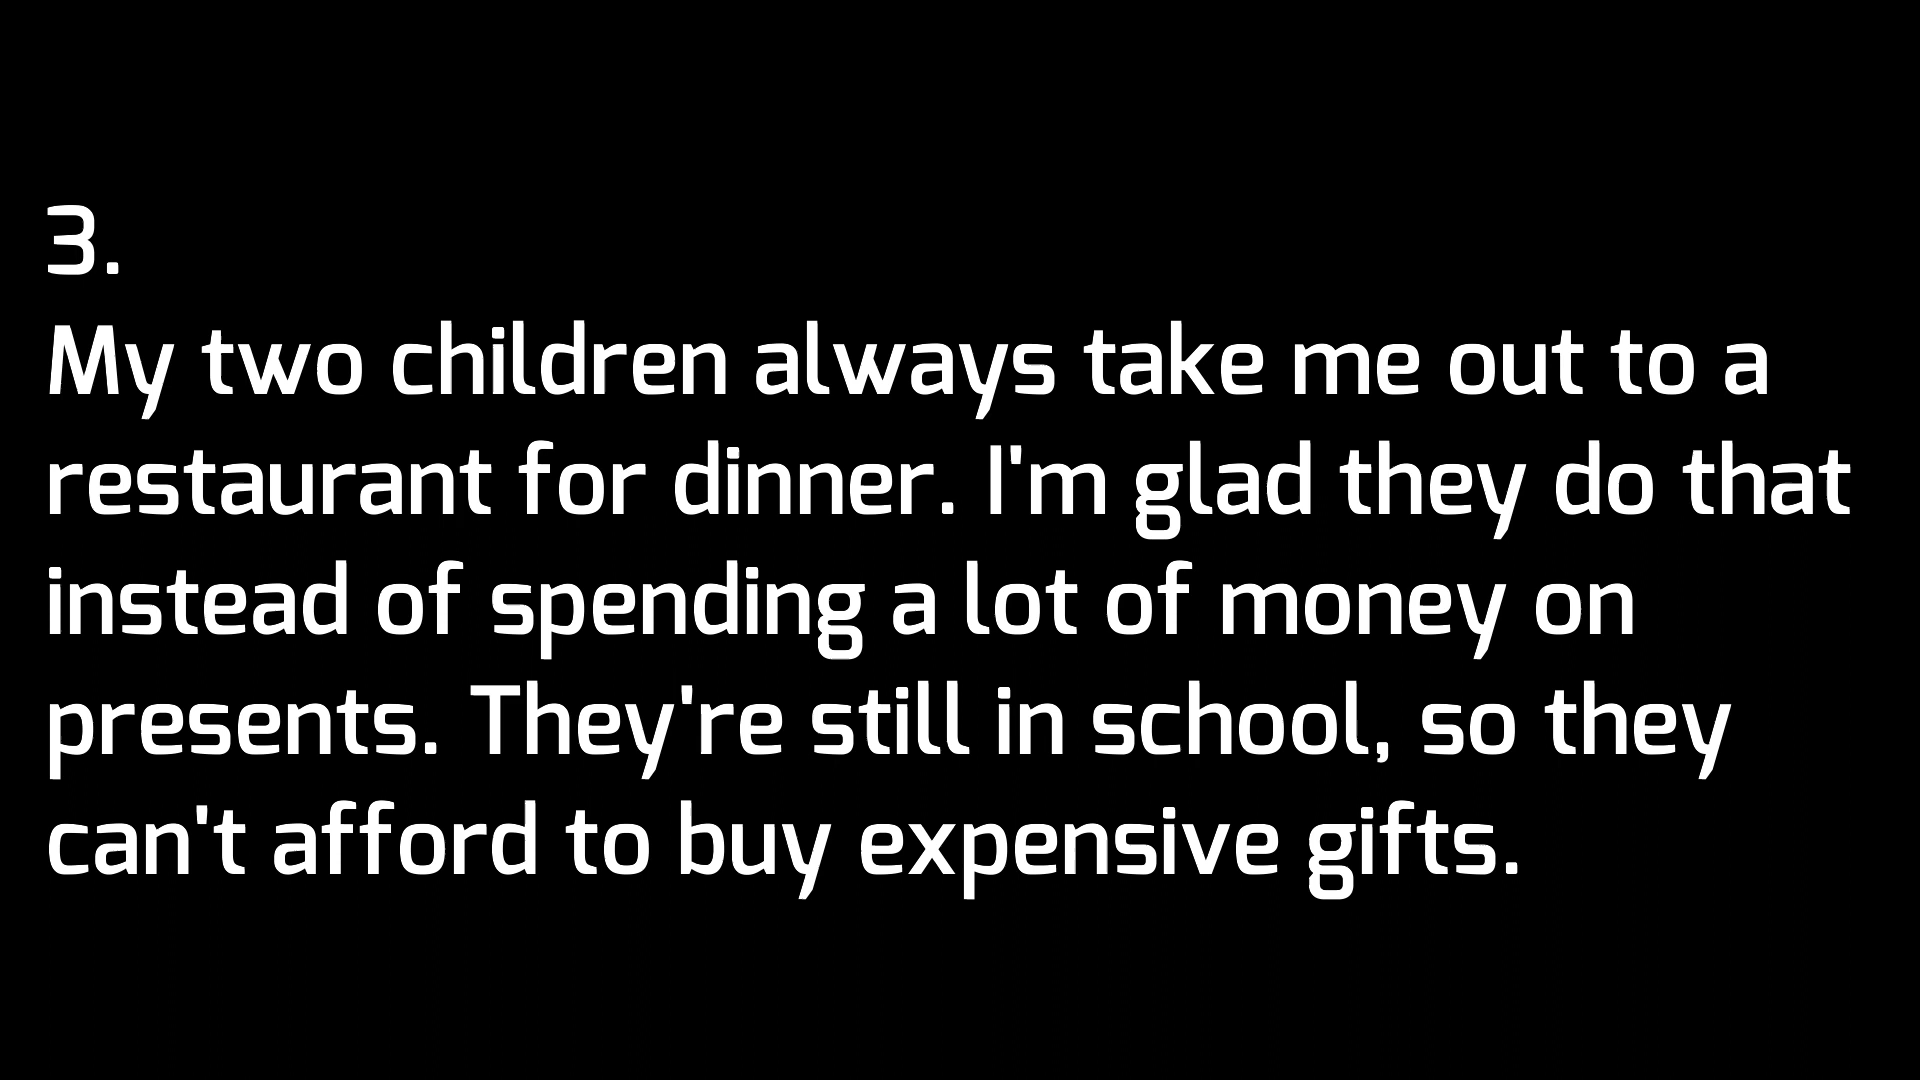 3.
My two children always take me out to a
restaurant for dinner. I'm glad they do that
instead of spending a lot of money on
presents. They're still in school, so they
can't afford to buy expensive gifts.